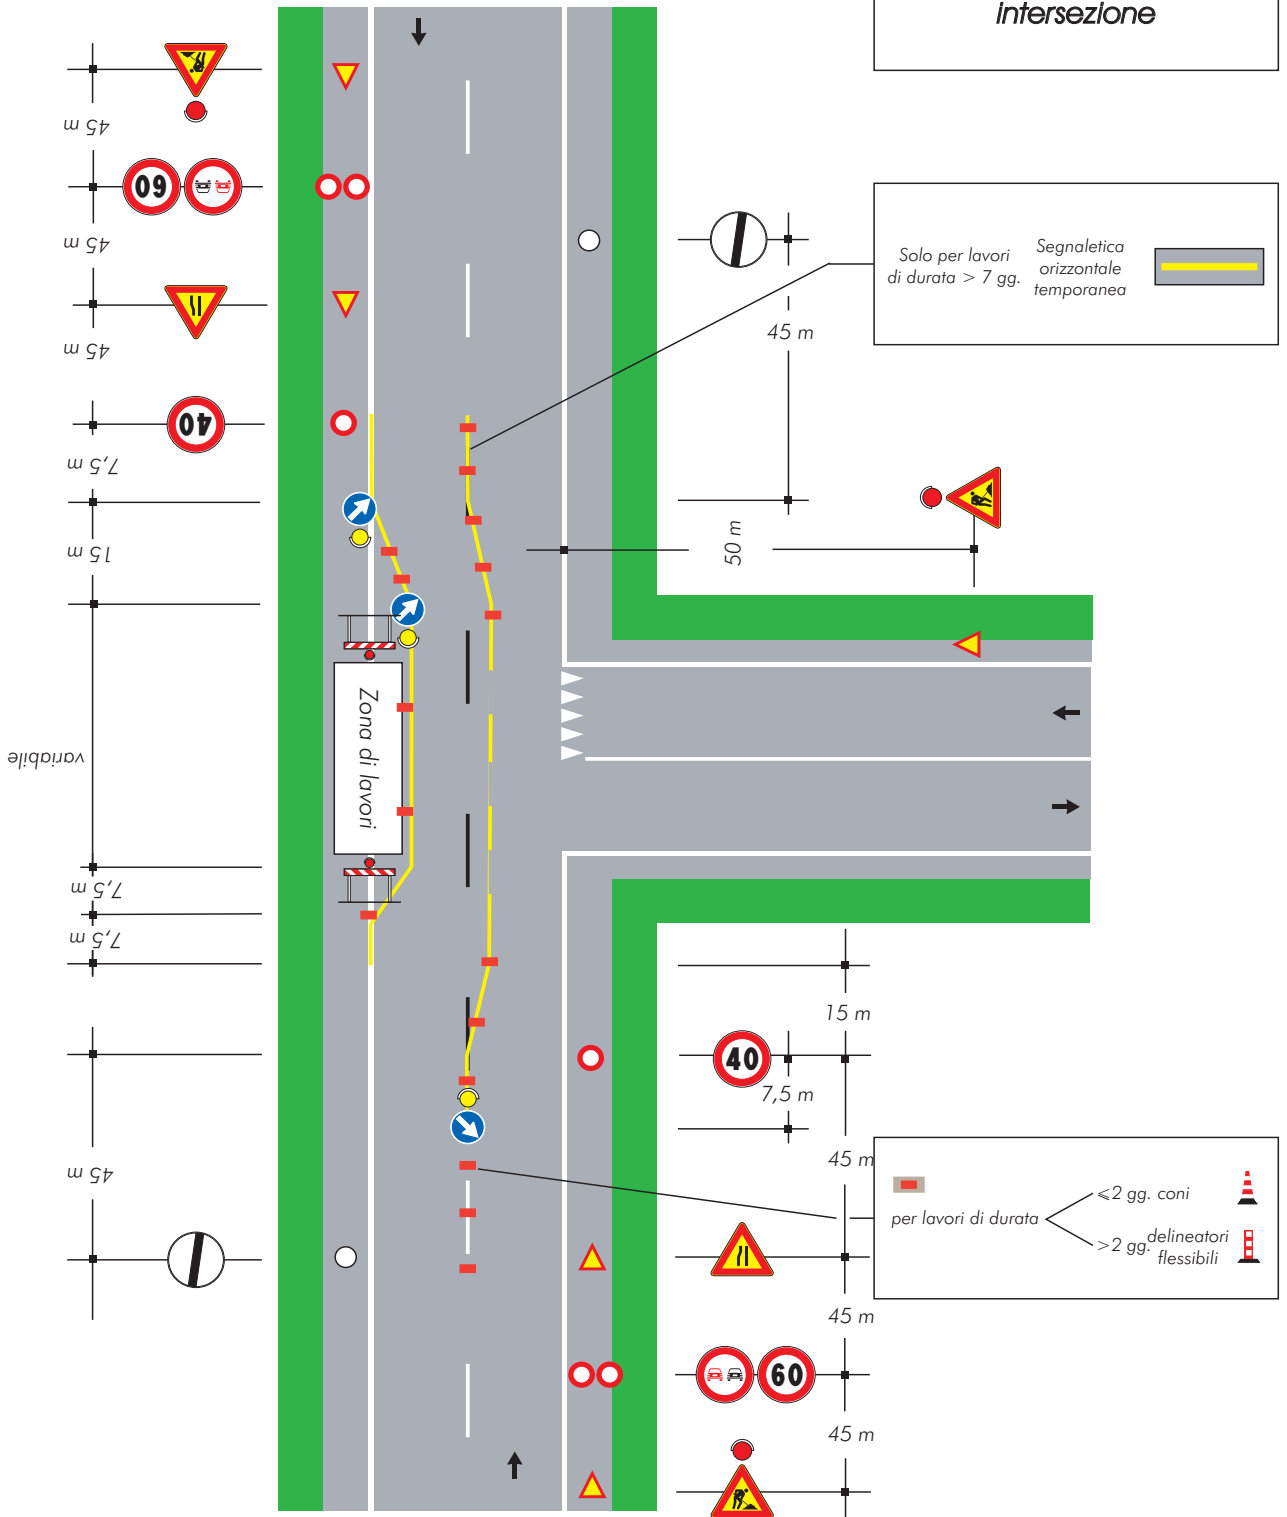 intersezione
45 m
60
45 m
45 m
40
7,5 m
15 m
variabile
7,5 m
7,5 m
45 m
Zona di lavori
45 m
50 m
Solo per lavori
di durata > 7 gg.
Segnaletica
orizzontale
temporanea
15 m
40
7,5 m
45 m
per lavori di durata
⩽2 gg. coni
>2 gg. delineatori
flessibili
45 m
60
45 m